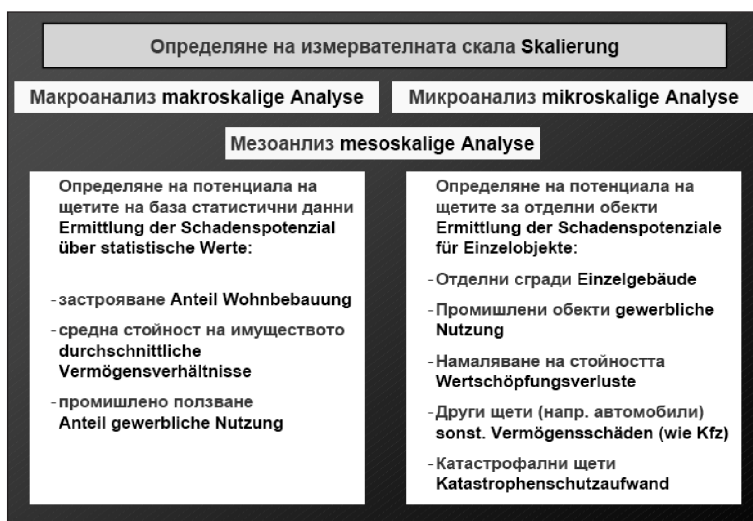 Определяне на измервателната скала Skalierung
Макроанализ makroskalige Analyse
Микроанализ mikroskalige Analyse
Мезоанлиз mesoskalige Analyse
Определяне на потенциала на
щетите на база статистични данни
Ermittlung der Schadenspotenzial
über statistische Werte:
- застрояване Anteil Wohnbebauung
- средна стойност на имуществото
durchschnittliche
Vermögensverhältnisse
- промишлено ползване
Anteil gewerbliche Nutzung
Определяне на потенциала на
щетите за отделни обекти
Ermittlung der Schadenspotenziale
für Einzelobjekte:
- Отделни сгради Einzelgebäude
- Промишлени обекти gewerbliche
Nutzung
- Намаляване на стойността
Wertschöpfungsverluste
- Други щети (напр. автомобили)
sonst. Vermögensschäden (wie Kfz)
- Катастрофални щети
Katastrophenschutzaufwand